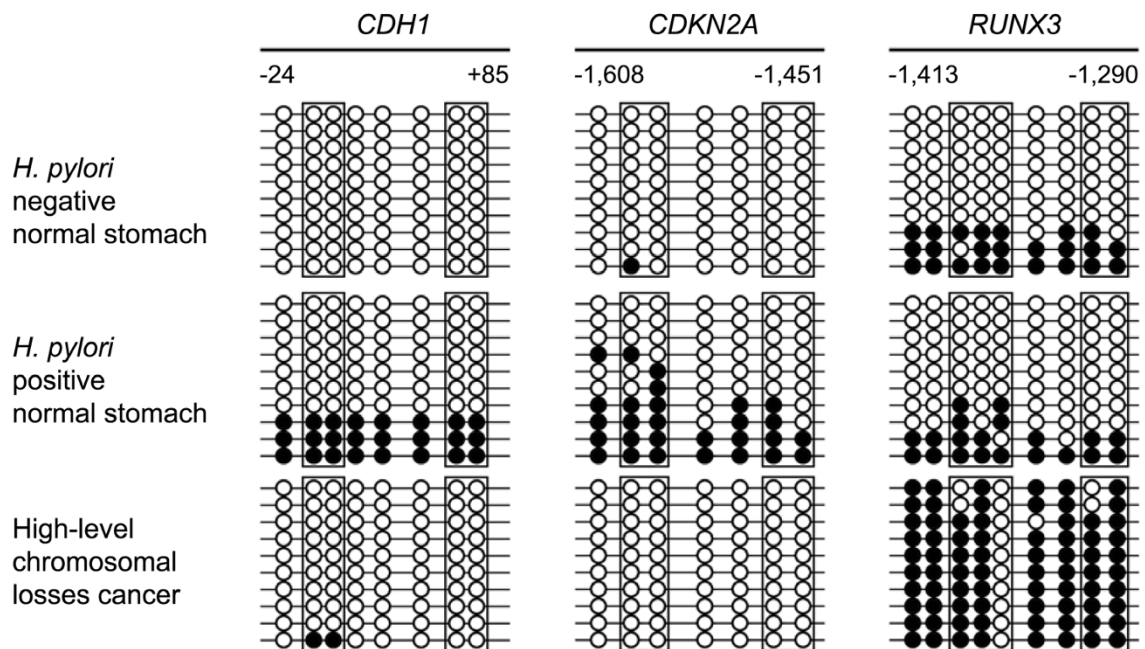 CDH1 CDKN2A RUNX3
-24 +85 -1,608 -1,451 -1,413 -1,290
H. pylori
negative
normal stomach
H. pylori
positive
normal stomach
High-level
chromosomal
losses cancer